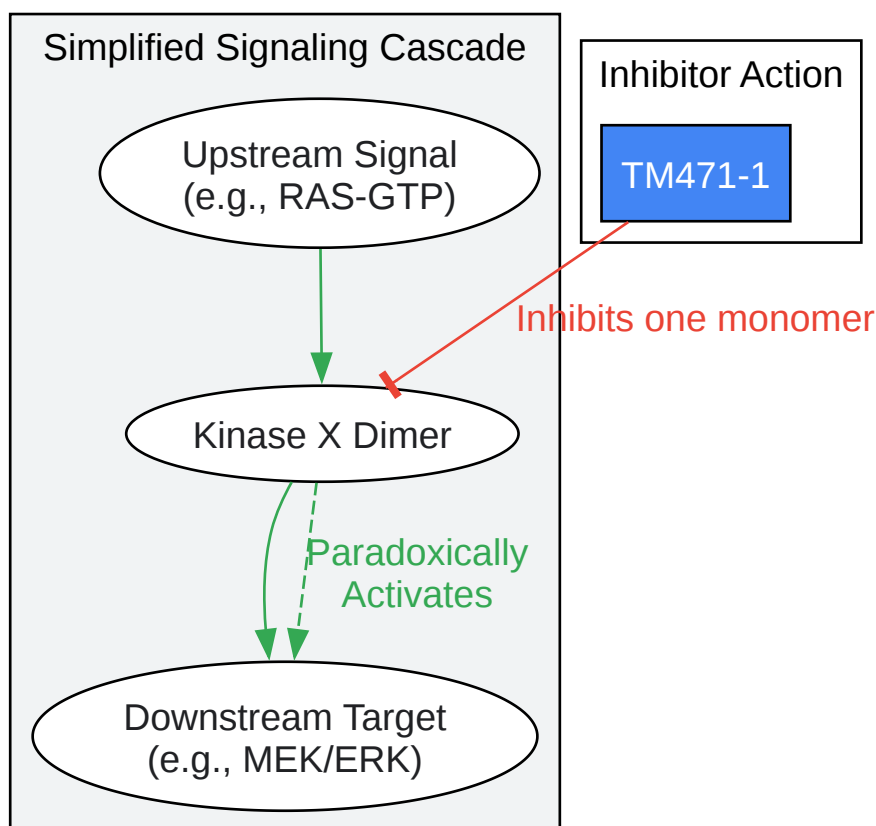 Simplified Signaling Cascade
Inhibitor Action
Upstream Signal
(e.g., RAS-GTP)
TM471-1
Inhibits one monomer
Kinase X Dimer
Paradoxically
Activates
Downstream Target
(e.g., MEK/ERK)